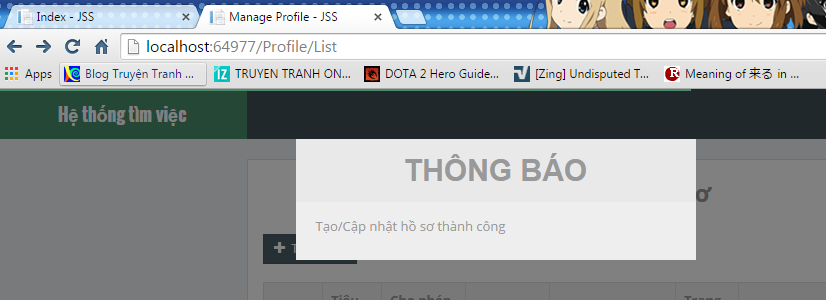 Index - JSS
Manage Profile - JSS
localhost:64977/Profile/List
Apps
Blog Truyện Tranh ...
TRUYEN TRANH ON...
DOTA 2 Hero Guide...
[Zing] Undisputed T...
Meaning of 来る in ...
Hệ thống tìm việc
THÔNG BÁO
Tạo/Cập nhật hồ sơ thành công